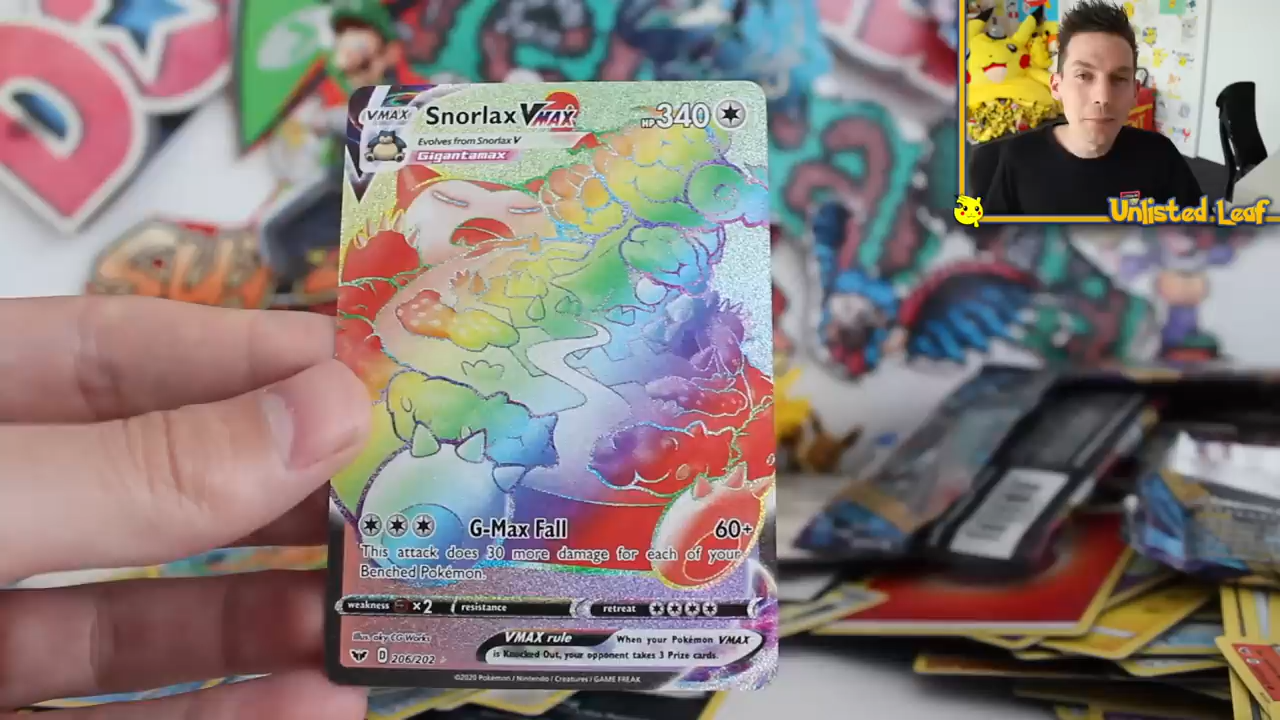 VMAX
Snorlax VMAX
HP 340
Evolves from Snorlax V
Gigantamax
G-Max Fall 60+
This attack does 30 more damage for each of your
Benched Pokémon.
weakness ×2 resistance retreat
VMAX rule When your Pokémon VMAX
is Knocked Out, your opponent takes 3 Prize cards.
Illus. aky CG Works
D 206/202
©2020 Pokémon / Nintendo / Creatures / GAME FREAK
Unlisted Leaf